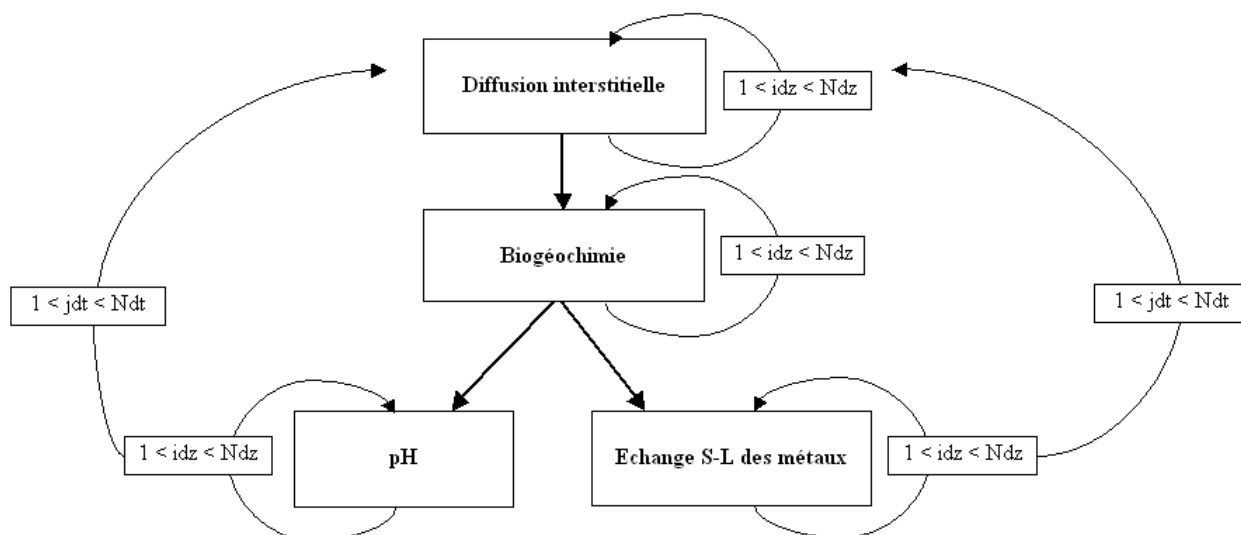 Diffusion interstitielle
1 < idz < Ndz
Biogéochimie
1 < idz < Ndz
1 < jdt < Ndt
1 < jdt < Ndt
1 < idz < Ndz
pH
Echange S-L des métaux
1 < idz < Ndz